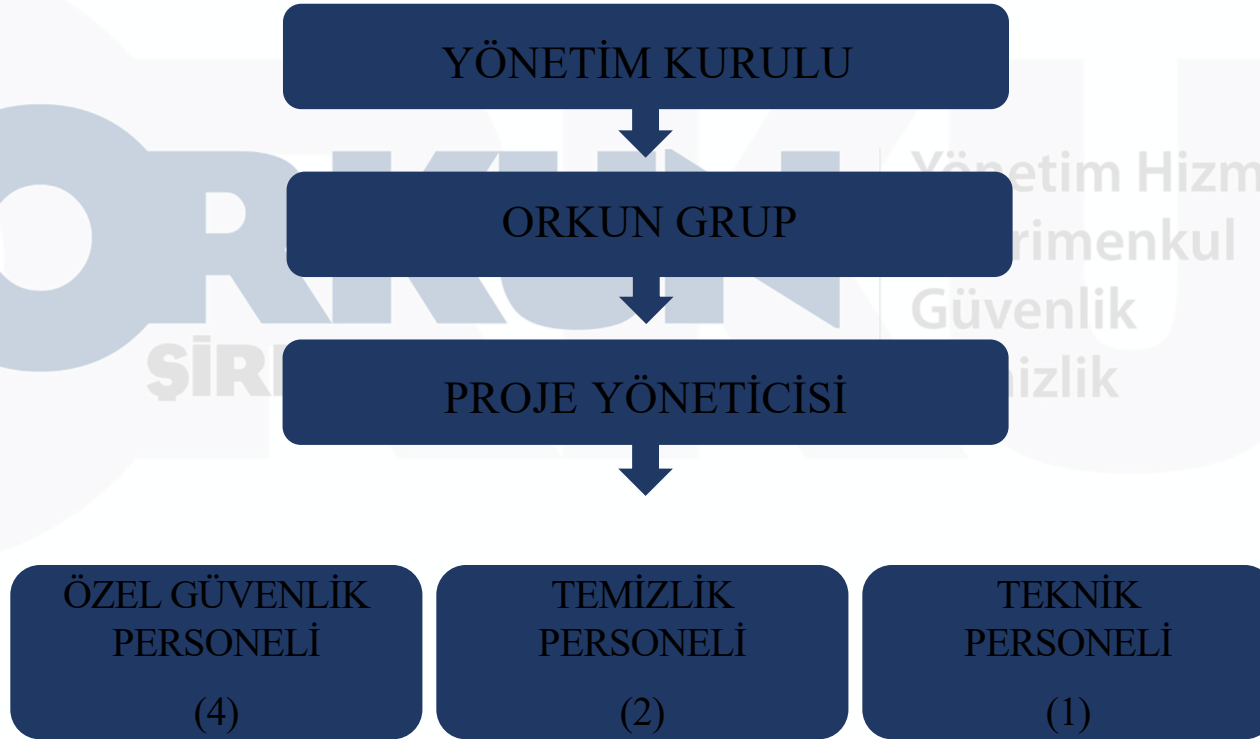 YÖNETİM KURULU
ORKUN GRUP
PROJE YÖNETİCİSİ
ÖZEL GÜVENLİK
PERSONELİ
(4)
TEMİZLİK
PERSONELİ
(2)
TEKNİK
PERSONELİ
(1)
ORKUN
Güvenlik